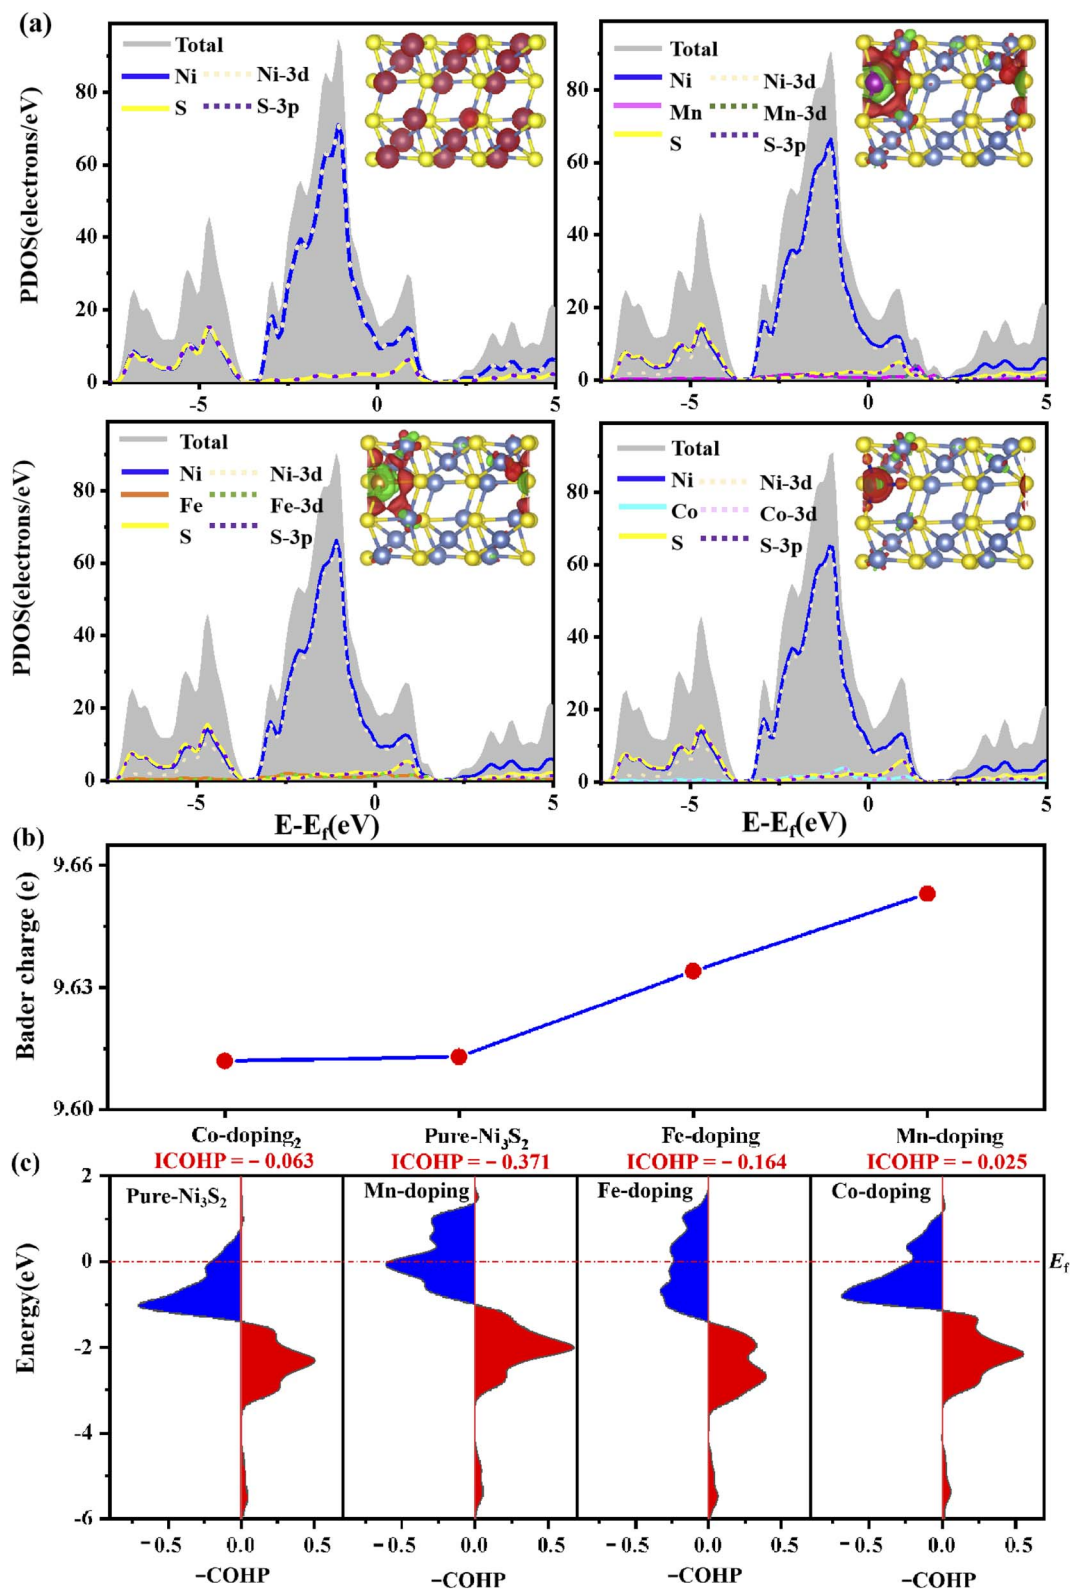 (a)
Total
Ni Ni-3d
S S-3p
PDOS(electrons/eV)
80
60
40
20
0
-5 0 5
Total
Ni Ni-3d
Mn Mn-3d
S S-3p
80
60
40
20
0
-5 0 5
Total
Ni Ni-3d
Fe Fe-3d
S S-3p
PDOS(electrons/eV)
80
60
40
20
0
-5 0 5
E-Ef(eV)
Total
Ni Ni-3d
Co Co-3d
S S-3p
80
60
40
20
0
-5 0 5
E-Ef(eV)
(b)
Bader charge (e)
9.66
9.63
9.60
Co-doping2 Pure-Ni3S2 Fe-doping Mn-doping
(c)
ICOHP = − 0.063 ICOHP = − 0.371 ICOHP = − 0.164 ICOHP = − 0.025
Pure-Ni3S2 Mn-doping Fe-doping Co-doping
Energy(eV)
2
0
-2
-4
-6
Ef
−0.5 0.0 0.5 −0.5 0.0 0.5 −0.5 0.0 0.5 −0.5 0.0 0.5
−COHP −COHP −COHP −COHP